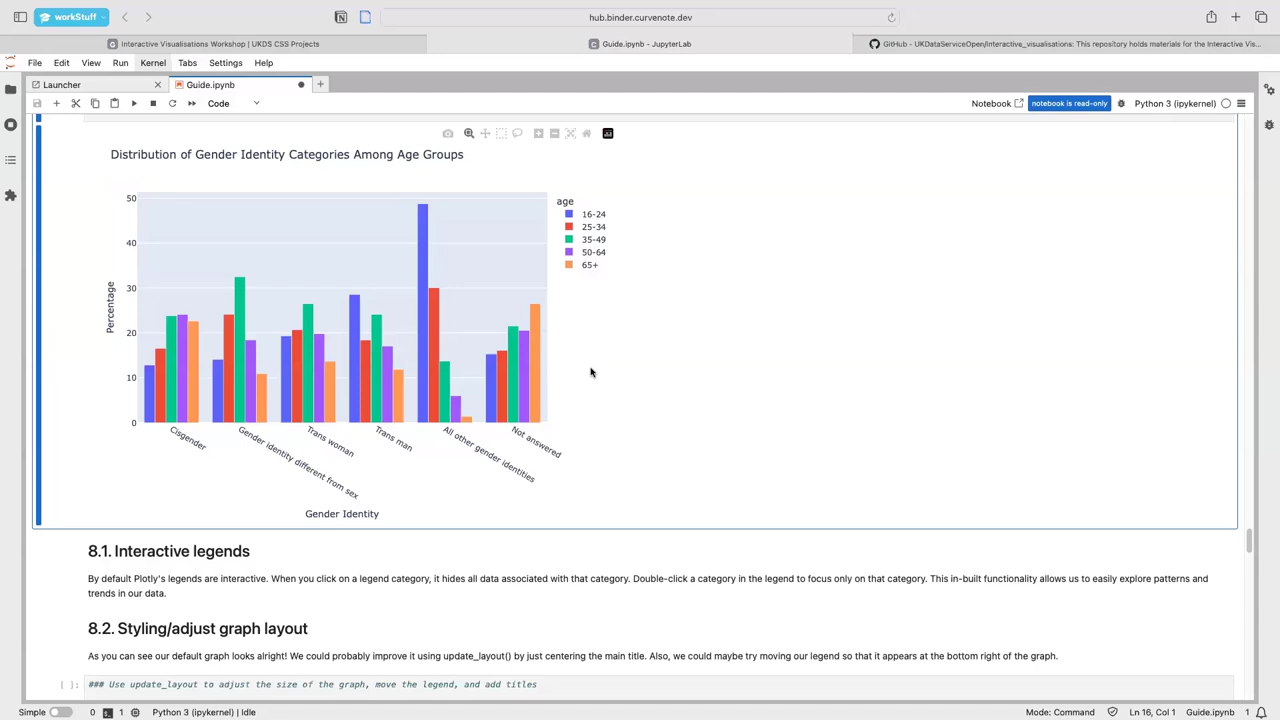 workStuff
hub.binder.curvenote.dev
Interactive Visualisations Workshop | UKDS CSS Projects
Guide.ipynb - JupyterLab
GitHub - UKDataServiceOpen/Interactive_visualisations: This repository holds materials for the Interactive Vis...
File Edit View Run Kernel Tabs Settings Help
Launcher
Guide.ipynb
Code
Notebook
notebook is read-only
Python 3 (ipykernel)
Distribution of Gender Identity Categories Among Age Groups
50
40
30
20
10
0
Percentage
age
16-24
25-34
35-49
50-64
65+
Cisgender
Gender identity different from sex
Trans woman
Trans man
All other gender identities
Not answered
Gender Identity
8.1. Interactive legends
By default Plotly's legends are interactive. When you click on a legend category, it hides all data associated with that category. Double-click a category in the legend to focus only on that category. This in-built functionality allows us to easily explore patterns and
trends in our data.
8.2. Styling/adjust graph layout
As you can see our default graph looks alright! We could probably improve it using update_layout() by just centering the main title. Also, we could maybe try moving our legend so that it appears at the bottom right of the graph.
[ ]: ### Use update_layout to adjust the size of the graph, move the legend, and add titles
Simple 0 1 Python 3 (ipykernel) | Idle
Mode: Command Ln 16, Col 1 Guide.ipynb 1